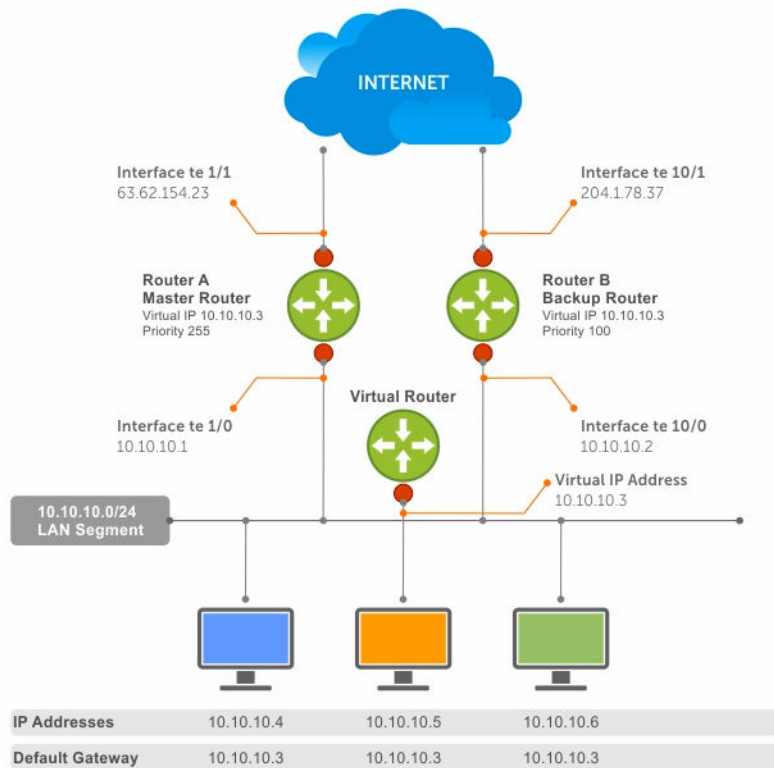 INTERNET
Interface te 1/1
63.62.154.23
Interface te 10/1
204.1.78.37
Router A
Master Router
Virtual IP 10.10.10.3
Priority 255
Router B
Backup Router
Virtual IP 10.10.10.3
Priority 100
Virtual Router
Interface te 1/0
10.10.10.1
Interface te 10/0
10.10.10.2
Virtual IP Address
10.10.10.3
10.10.10.0/24
LAN Segment
IP Addresses 10.10.10.4 10.10.10.5 10.10.10.6
Default Gateway 10.10.10.3 10.10.10.3 10.10.10.3